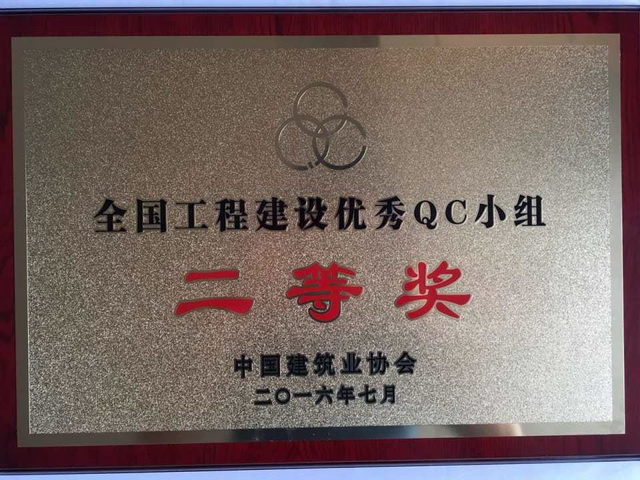 全国工程建设优秀QC小组
二等奖
中国建筑业协会
二〇一六年七月